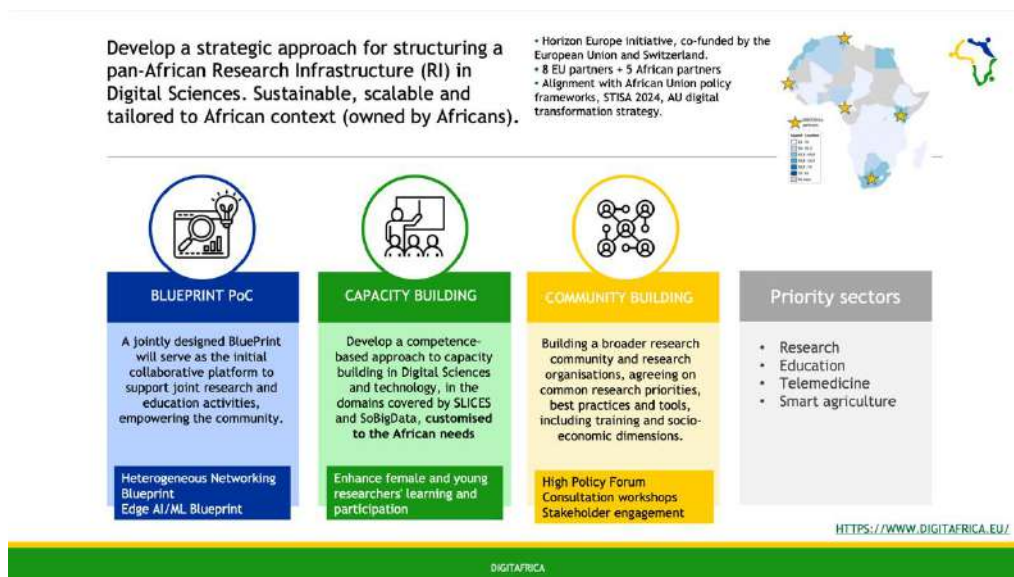 Develop a strategic approach for structuring a
pan-African Research Infrastructure (RI) in
Digital Sciences. Sustainable, scalable and
tailored to African context (owned by Africans).
• Horizon Europe initiative, co-funded by the
European Union and Switzerland.
• 8 EU partners + 5 African partners
• Alignment with African Union policy
frameworks, STISA 2024, AU digital
transformation strategy.
BLUEPRINT PoC
A jointly designed BluePrint
will serve as the initial
collaborative platform to
support joint research and
education activities,
empowering the community.
Heterogeneous Networking
Blueprint
Edge AI/ML Blueprint
CAPACITY BUILDING
Develop a competence-
based approach to capacity
building in Digital Sciences
and technology, in the
domains covered by SLICES
and SoBigData, customised
to the African needs
Enhance female and young
researchers' learning and
participation
COMMUNITY BUILDING
Building a broader research
community and research
organisations, agreeing on
common research priorities,
best practices and tools,
including training and socio-
economic dimensions.
High Policy Forum
Consultation workshops
Stakeholder engagement
Priority sectors
• Research
• Education
• Telemedicine
• Smart agriculture
HTTPS://WWW.DIGITAFRICA.EU/
DIGITAFRICA